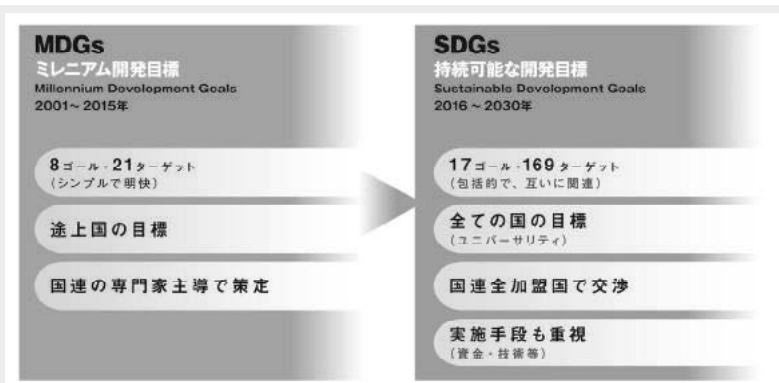 MDGs
ミレニアム開発目標
Millennium Development Goals
2001～2015年
8ゴール・21ターゲット
(シンプルで明快)
途上国の目標
国連の専門家主導で策定
SDGs
持続可能な開発目標
Sustainable Development Goals
2016～2030年
17ゴール・169ターゲット
(包括的で、互いに関連)
全ての国の目標
(ユニバーサリティ)
国連全加盟国で交渉
実施手段も重視
(資金・技術等)